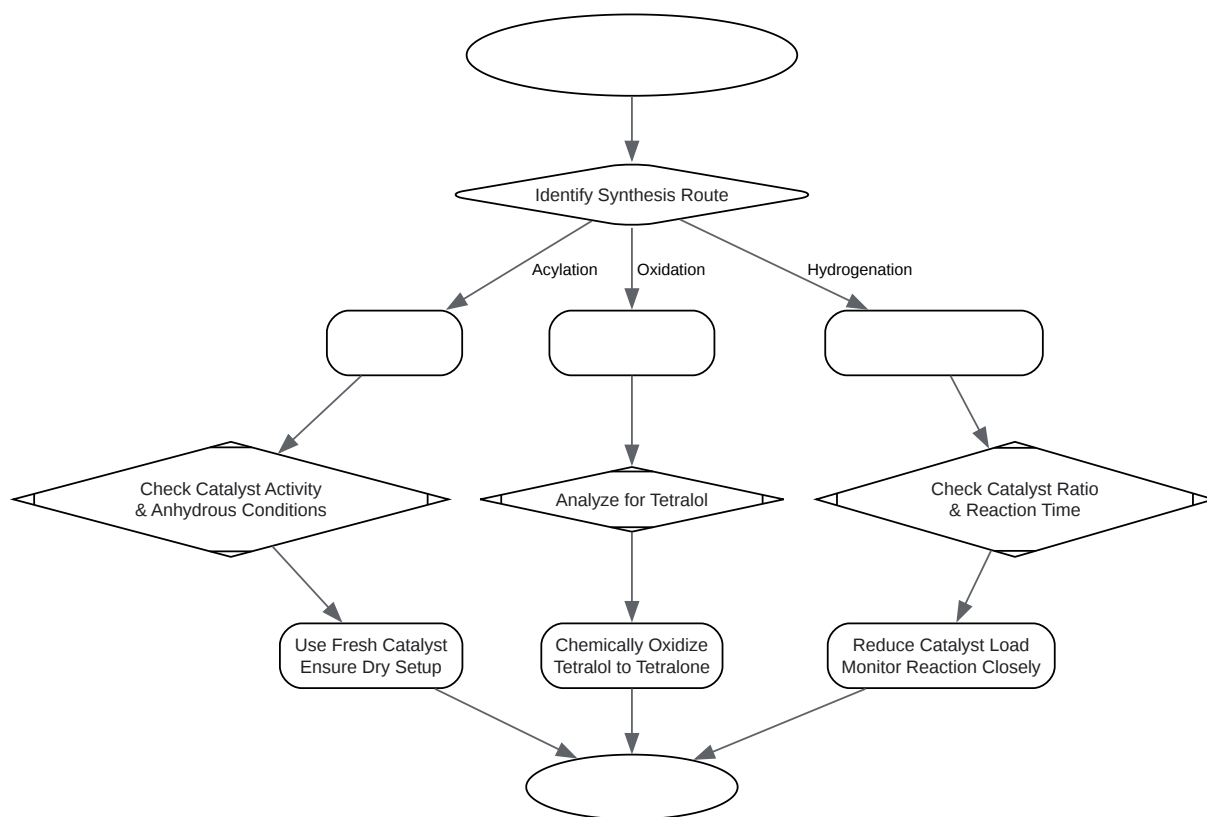 Identify Synthesis Route
Acylation
Oxidation
Hydrogenation
Check Catalyst Activity
& Anhydrous Conditions
Analyze for Tetralol
Check Catalyst Ratio
& Reaction Time
Use Fresh Catalyst
Ensure Dry Setup
Chemically Oxidize
Tetralol to Tetralone
Reduce Catalyst Load
Monitor Reaction Closely